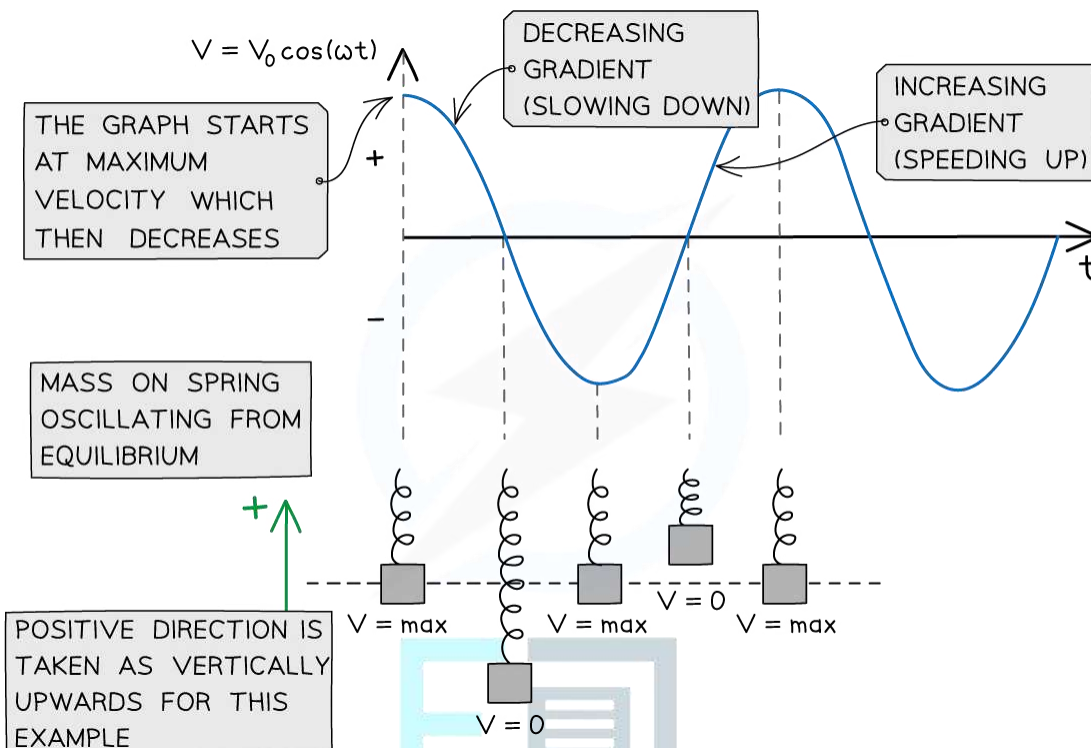 V = V₀ cos(ωt)
DECREASING
GRADIENT
(SLOWING DOWN)
INCREASING
GRADIENT
(SPEEDING UP)
THE GRAPH STARTS
AT MAXIMUM
VELOCITY WHICH
THEN DECREASES
+
-
t
MASS ON SPRING
OSCILLATING FROM
EQUILIBRIUM
+
V = max
V = 0
V = max
V = 0
V = max
POSITIVE DIRECTION IS
TAKEN AS VERTICALLY
UPWARDS FOR THIS
EXAMPLE